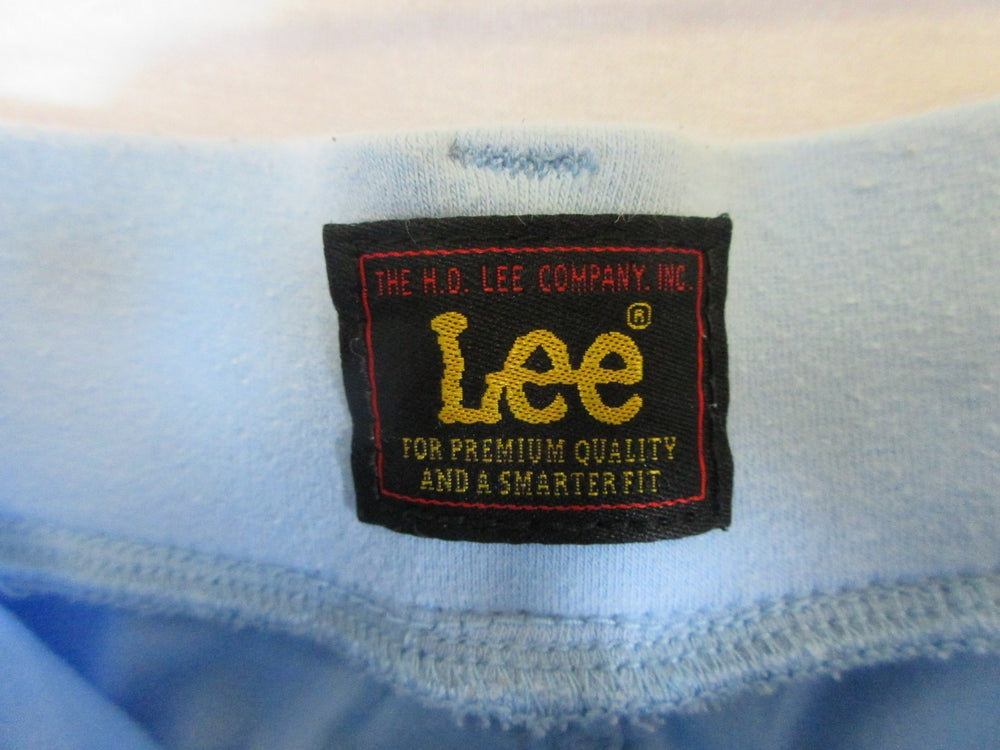 THE H.D. LEE COMPANY, INC.
Lee®
FOR PREMIUM QUALITY
AND A SMARTER FIT